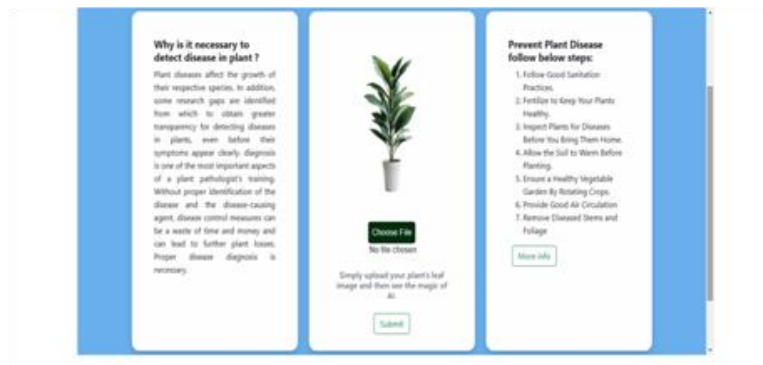 Why is it necessary to
detect disease in plant ?
Plant diseases affect the growth of
their respective species. In addition,
some research gaps are identified
from which to obtain greater
transparency for detecting diseases
in plants, even before their
symptoms appear clearly. diagnosis
is one of the most important aspects
of a plant pathologist's training.
Without proper identification of the
disease and the disease-causing
agent, disease control measures can
be a waste of time and money and
can lead to further plant losses.
Proper disease diagnosis is
necessary.
Choose File
No file chosen
Simply upload your plant's leaf
image and then see the magic of
AI.
Submit
Prevent Plant Disease
follow below steps:
1. Follow Good Sanitation
Practices.
2. Fertilize to Keep Your Plants
Healthy.
3. Inspect Plants for Diseases
Before You Bring Them Home.
4. Allow the Soil to Warm Before
Planting.
5. Ensure a Healthy Vegetable
Garden By Rotating Crops.
6. Provide Good Air Circulation
7. Remove Diseased Stems and
Foliage
More info